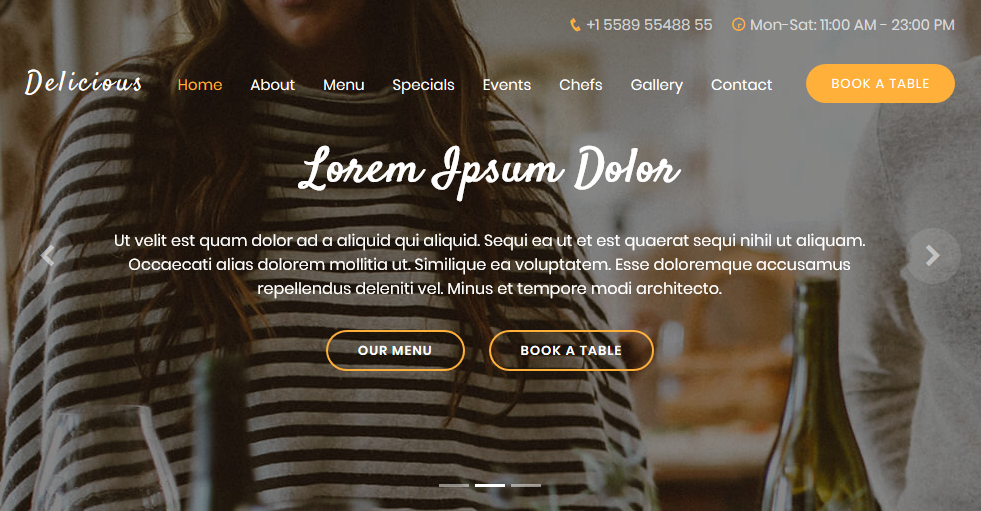 +1 5589 55488 55 Mon-Sat: 11:00 AM - 23:00 PM
Delicious Home About Menu Specials Events Chefs Gallery Contact BOOK A TABLE
Lorem Ipsum Dolor
Ut velit est quam dolor ad a aliquid qui aliquid. Sequi ea ut et est quaerat sequi nihil ut aliquam.
Occaecati alias dolorem mollitia ut. Similique ea voluptatem. Esse doloremque accusamus
repellendus deleniti vel. Minus et tempore modi architecto.
OUR MENU BOOK A TABLE